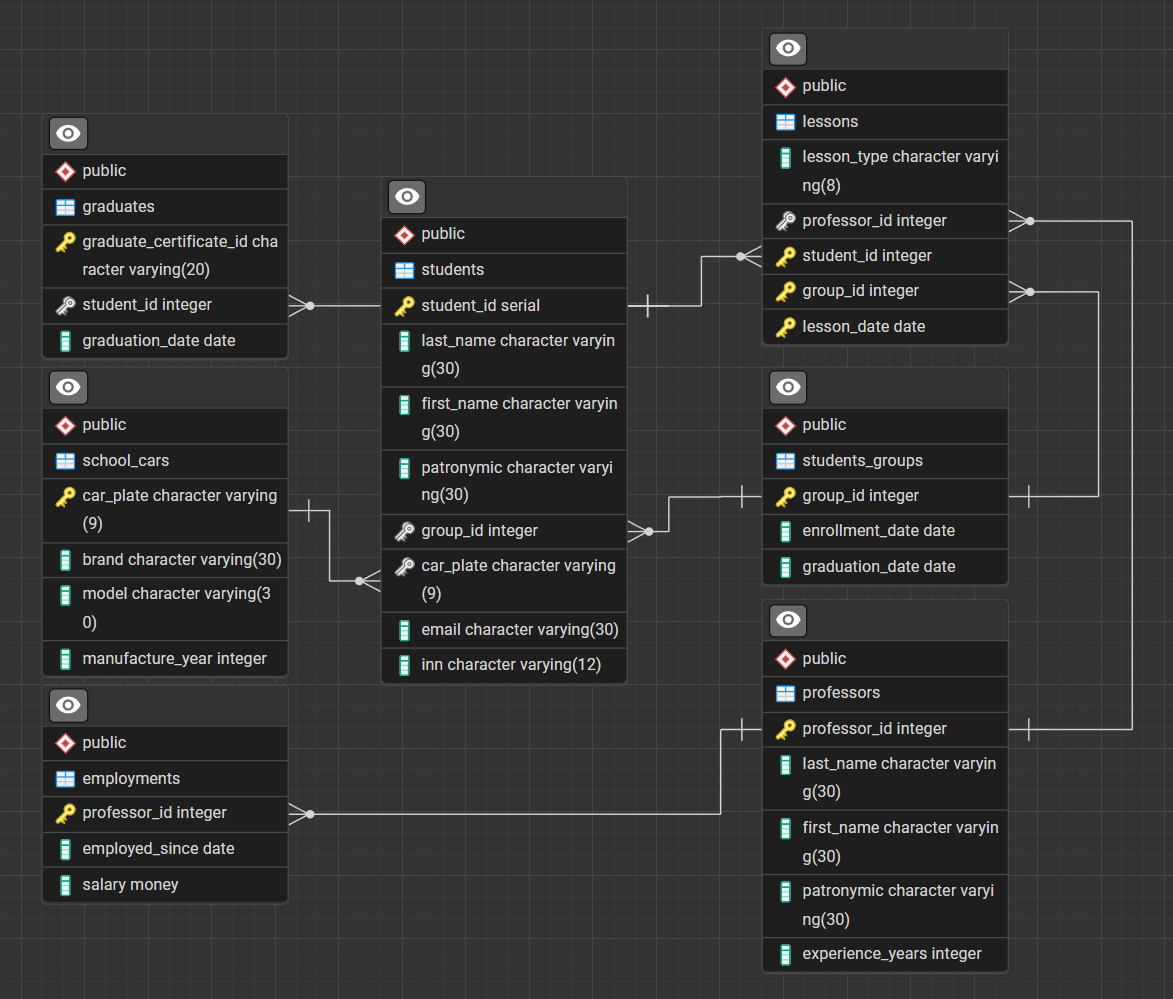 public
graduates
graduate_certificate_id cha
racter varying(20)
student_id integer
graduation_date date
public
school_cars
car_plate character varying
(9)
brand character varying(30)
model character varying(3
0)
manufacture_year integer
public
employments
professor_id integer
employed_since date
salary money
public
students
student_id serial
last_name character varyin
g(30)
first_name character varyin
g(30)
patronymic character varyi
ng(30)
group_id integer
car_plate character varying
(9)
email character varying(30)
inn character varying(12)
public
lessons
lesson_type character varyi
ng(8)
professor_id integer
student_id integer
group_id integer
lesson_date date
public
students_groups
group_id integer
enrollment_date date
graduation_date date
public
professors
professor_id integer
last_name character varyin
g(30)
first_name character varyin
g(30)
patronymic character varyi
ng(30)
experience_years integer